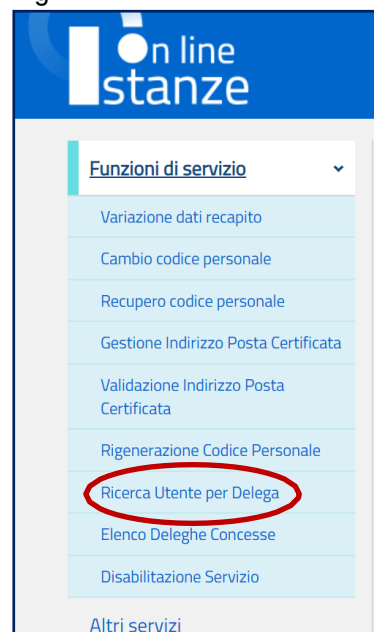 On line
Istanze
Funzioni di servizio
Variazione dati recapito
Cambio codice personale
Recupero codice personale
Gestione Indirizzo Posta Certificata
Validazione Indirizzo Posta
Certificata
Rigenerazione Codice Personale
Ricerca Utente per Delega
Elenco Deleghe Concesse
Disabilitazione Servizio
Altri servizi